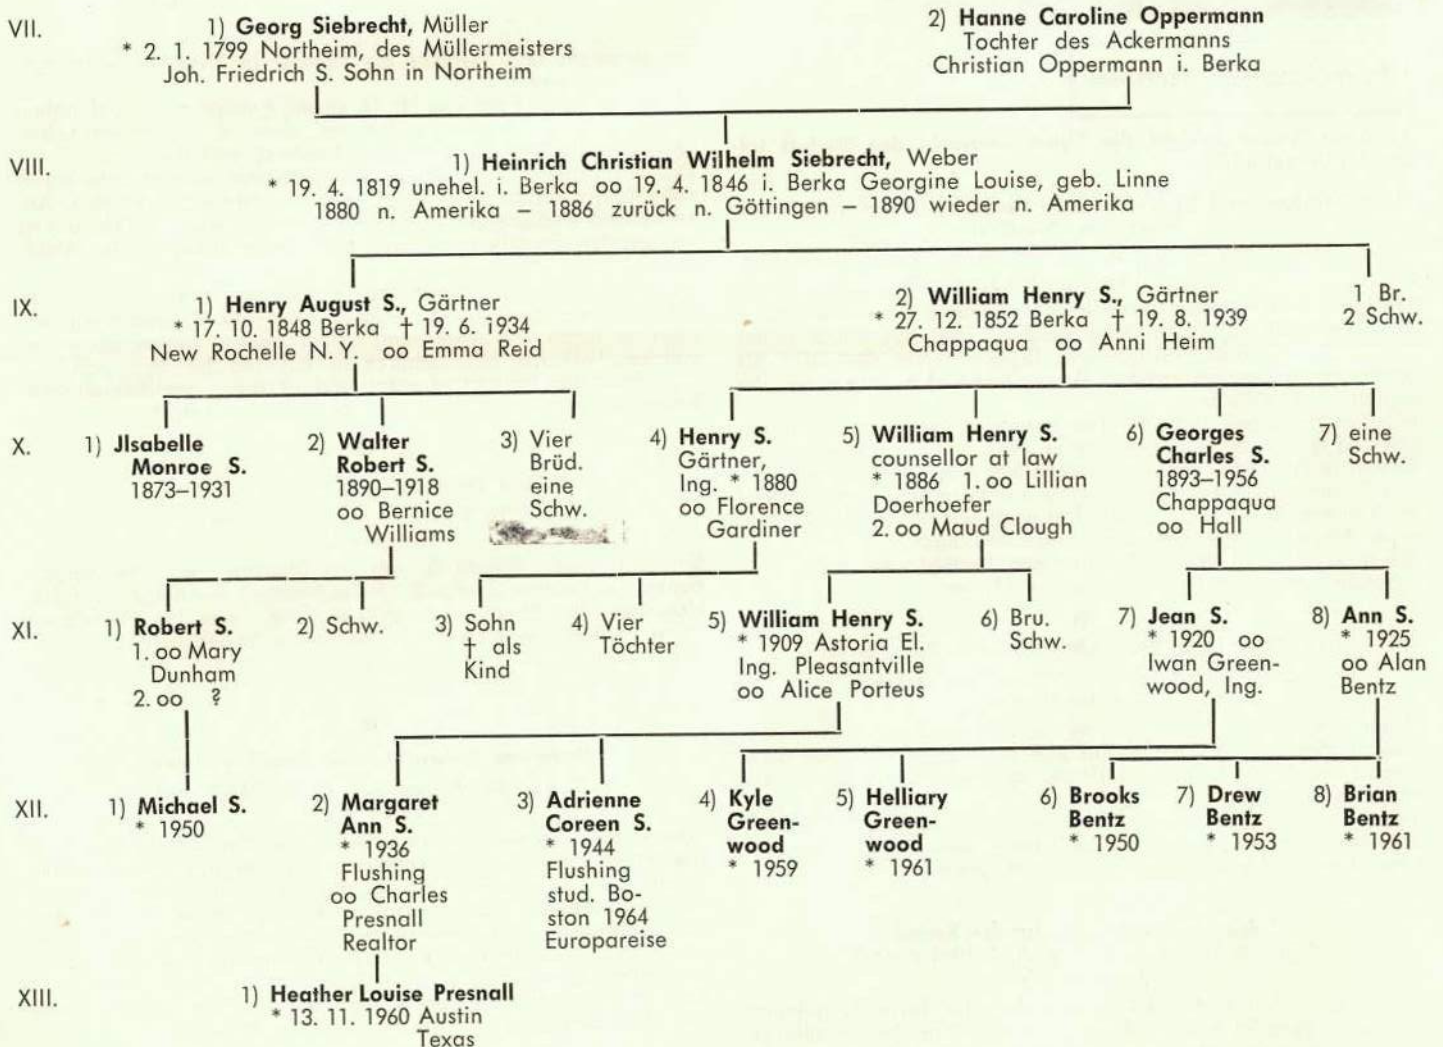 VII.
1) Georg Siebrecht, Müller
* 2. 1. 1799 Northeim, des Müllermeisters
Joh. Friedrich S. Sohn in Northeim
2) Hanne Caroline Oppermann
Tochter des Ackermanns
Christian Oppermann i. Berka
VIII.
1) Heinrich Christian Wilhelm Siebrecht, Weber
* 19. 4. 1819 unehel. i. Berka oo 19. 4. 1846 i. Berka Georgine Louise, geb. Linne
1880 n. Amerika – 1886 zurück n. Göttingen – 1890 wieder n. Amerika
IX.
1) Henry August S., Gärtner
* 17. 10. 1848 Berka † 19. 6. 1934
New Rochelle N. Y. oo Emma Reid
2) William Henry S., Gärtner
* 27. 12. 1852 Berka † 19. 8. 1939
Chappaqua oo Anni Heim
1 Br.
2 Schw.
X.
1) Jlsabelle
Monroe S.
1873–1931
2) Walter
Robert S.
1890–1918
oo Bernice
Williams
3) Vier
Brüd.
eine
Schw.
4) Henry S.
Gärtner,
Ing. * 1880
oo Florence
Gardiner
5) William Henry S.
counsellor at law
* 1886 1. oo Lillian
Doerhoefer
2. oo Maud Clough
6) Georges
Charles S.
1893–1956
Chappaqua
oo Hall
7) eine
Schw.
XI.
1) Robert S.
1. oo Mary
Dunham
2. oo ?
2) Schw.
3) Sohn
† als
Kind
4) Vier
Töchter
5) William Henry S.
* 1909 Astoria El.
Ing. Pleasantville
oo Alice Porteus
6) Bru.
Schw.
7) Jean S.
* 1920 oo
Iwan Green-
wood, Ing.
8) Ann S.
* 1925
oo Alan
Bentz
XII.
1) Michael S.
* 1950
2) Margaret
Ann S.
* 1936
Flushing
oo Charles
Presnall
Realtor
3) Adrienne
Coreen S.
* 1944
Flushing
stud. Bo-
ston 1964
Europareise
4) Kyle
Green-
wood
* 1959
5) Helliary
Green-
wood
* 1961
6) Brooks
Bentz
* 1950
7) Drew
Bentz
* 1953
8) Brian
Bentz
* 1961
XIII.
1) Heather Louise Presnall
* 13. 11. 1960 Austin
Texas